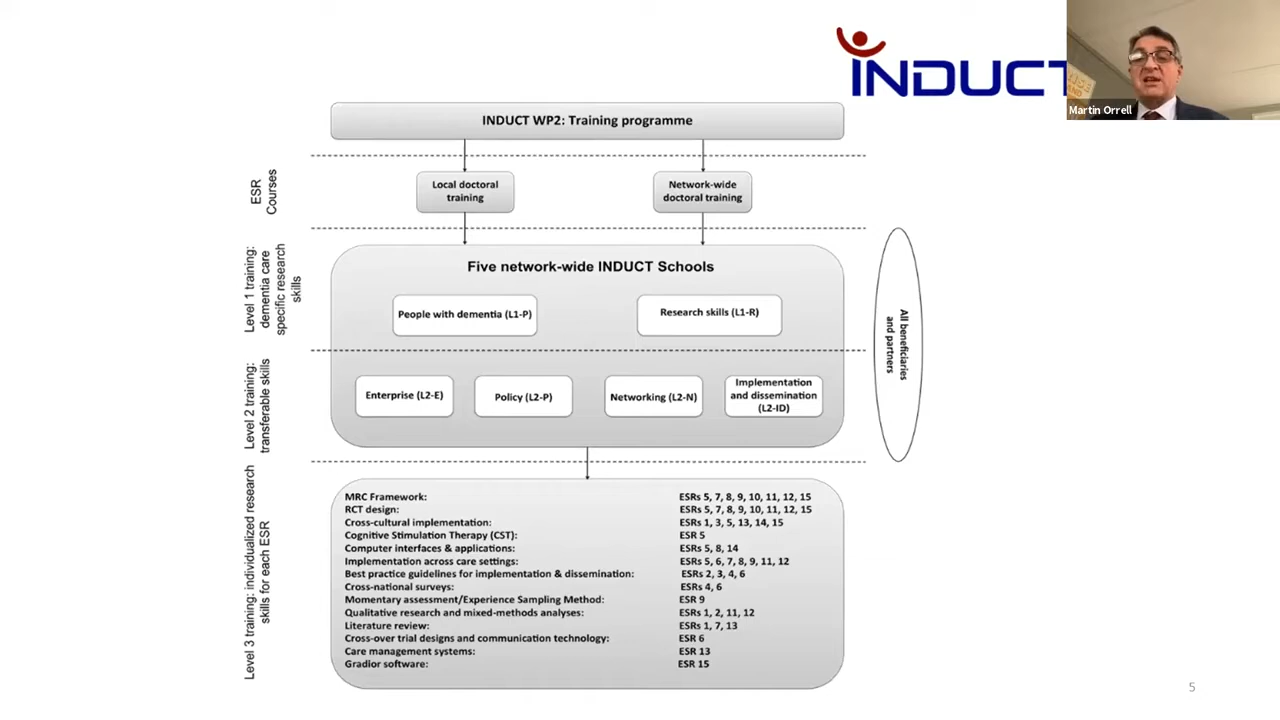 INDUCT
Martin Orrell
INDUCT WP2: Training programme
ESR
Courses
Local doctoral
training
Network-wide
doctoral training
Level 1 training:
dementia care
specific research
skills
Five network-wide INDUCT Schools
People with dementia (L1-P)
Research skills (L1-R)
All beneficiaries
and partners
Level 2 training:
transferable skills
Enterprise (L2-E)
Policy (L2-P)
Networking (L2-N)
Implementation
and dissemination
(L2-ID)
Level 3 training: individualized research
skills for each ESR
MRC Framework: ESRs 5, 7, 8, 9, 10, 11, 12, 15
RCT design: ESRs 5, 7, 8, 9, 10, 11, 12, 15
Cross-cultural implementation: ESRs 1, 3, 5, 13, 14, 15
Cognitive Stimulation Therapy (CST): ESR 5
Computer interfaces & applications: ESRs 5, 8, 14
Implementation across care settings: ESRs 5, 6, 7, 8, 9, 11, 12
Best practice guidelines for implementation & dissemination: ESRs 2, 3, 4, 6
Cross-national surveys: ESRs 4, 6
Momentary assessment/Experience Sampling Method: ESR 9
Qualitative research and mixed-methods analyses: ESRs 1, 2, 11, 12
Literature review: ESRs 1, 7, 13
Cross-over trial designs and communication technology: ESR 6
Care management systems: ESR 13
Gradior software: ESR 15
5